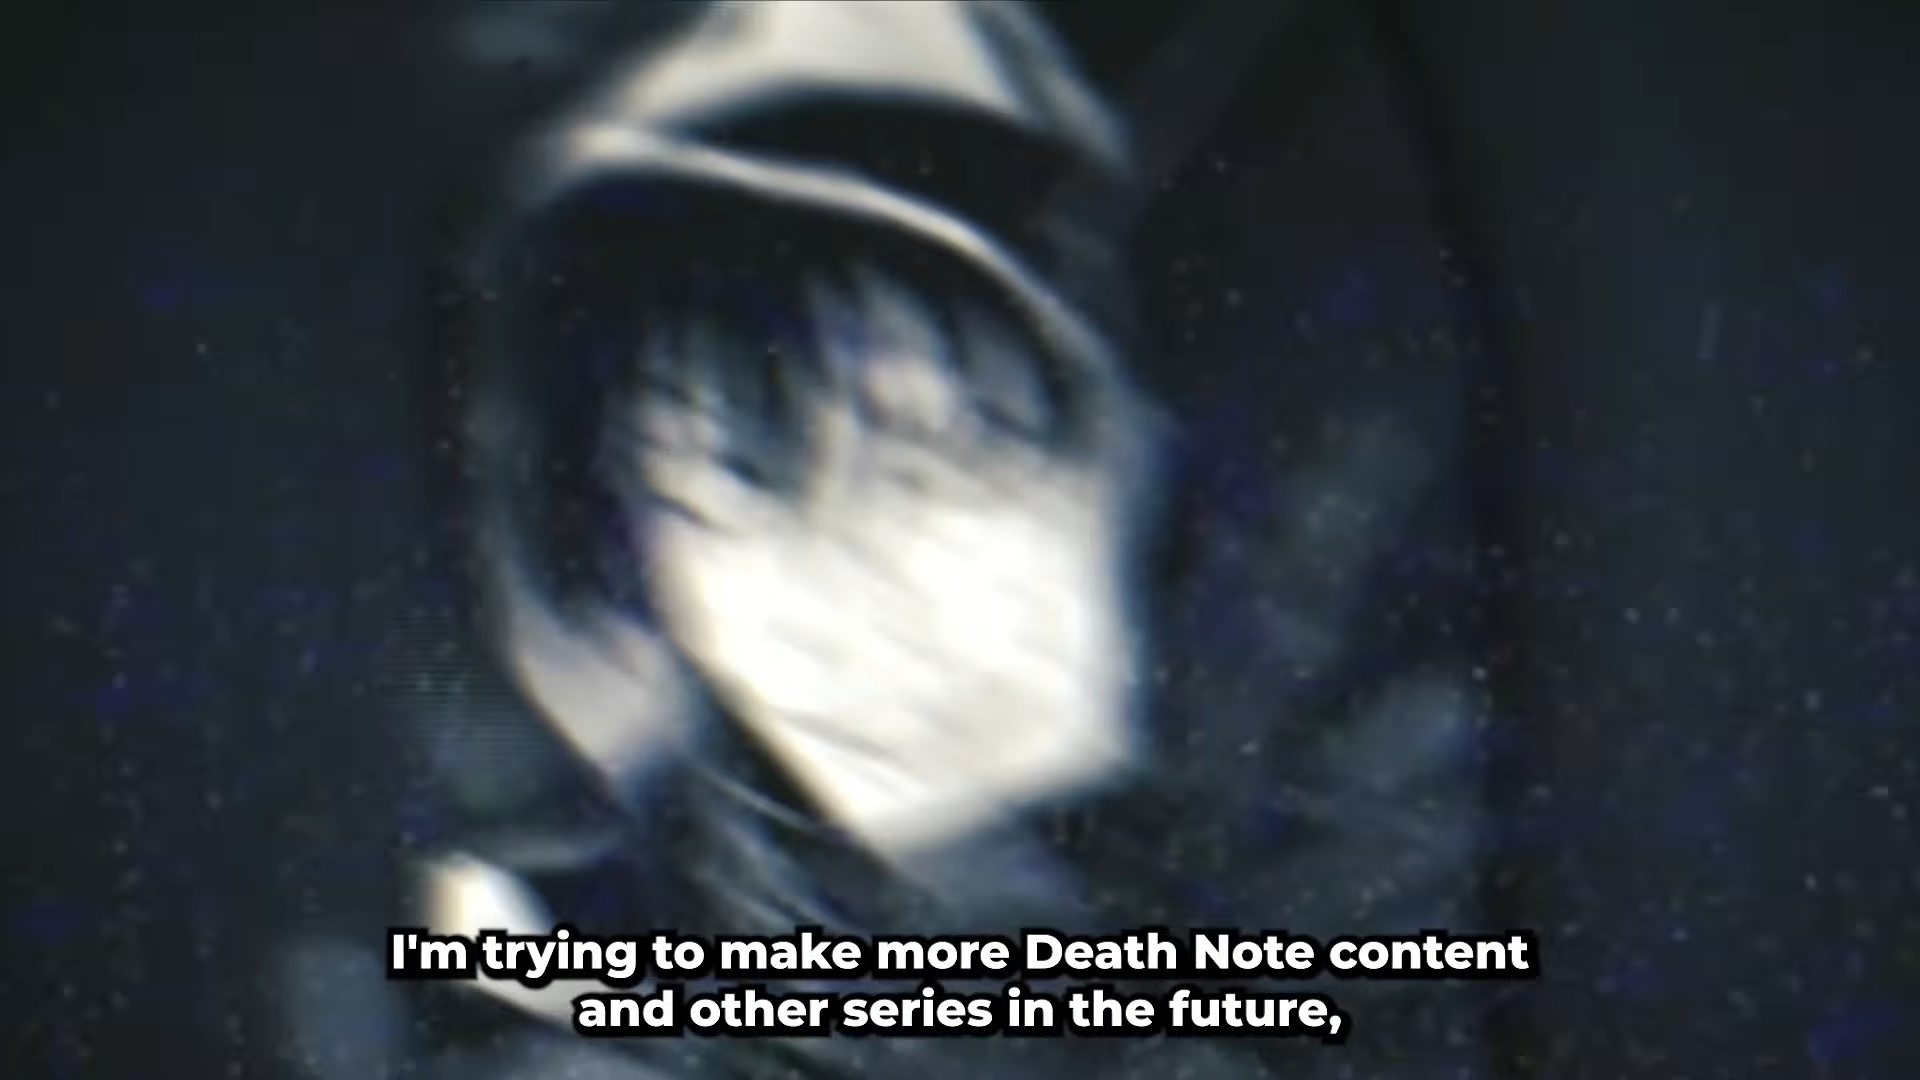 I'm trying to make more Death Note content
and other series in the future,